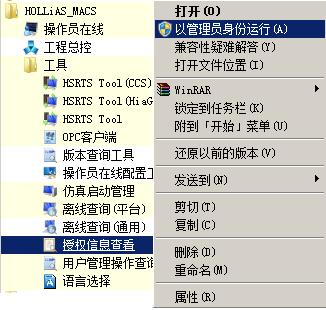 HOLLiAS_MACS
操作员在线
工程总控
工具
HSRTS Tool(CCS)
HSRTS Tool(HiaG
HSRTS Tool
OPC客户端
版本查询工具
操作员在线配置工
仿真启动管理
离线查询(平台)
离线查询(通用)
授权信息查看
用户管理操作查询
语言选择
打开(O)
以管理员身份运行(A)
兼容性疑难解答(Y)
打开文件位置(I)
WinRAR
锁定到任务栏(K)
附到「开始」菜单(U)
还原以前的版本(V)
发送到(N)
剪切(T)
复制(C)
删除(D)
重命名(M)
属性(R)